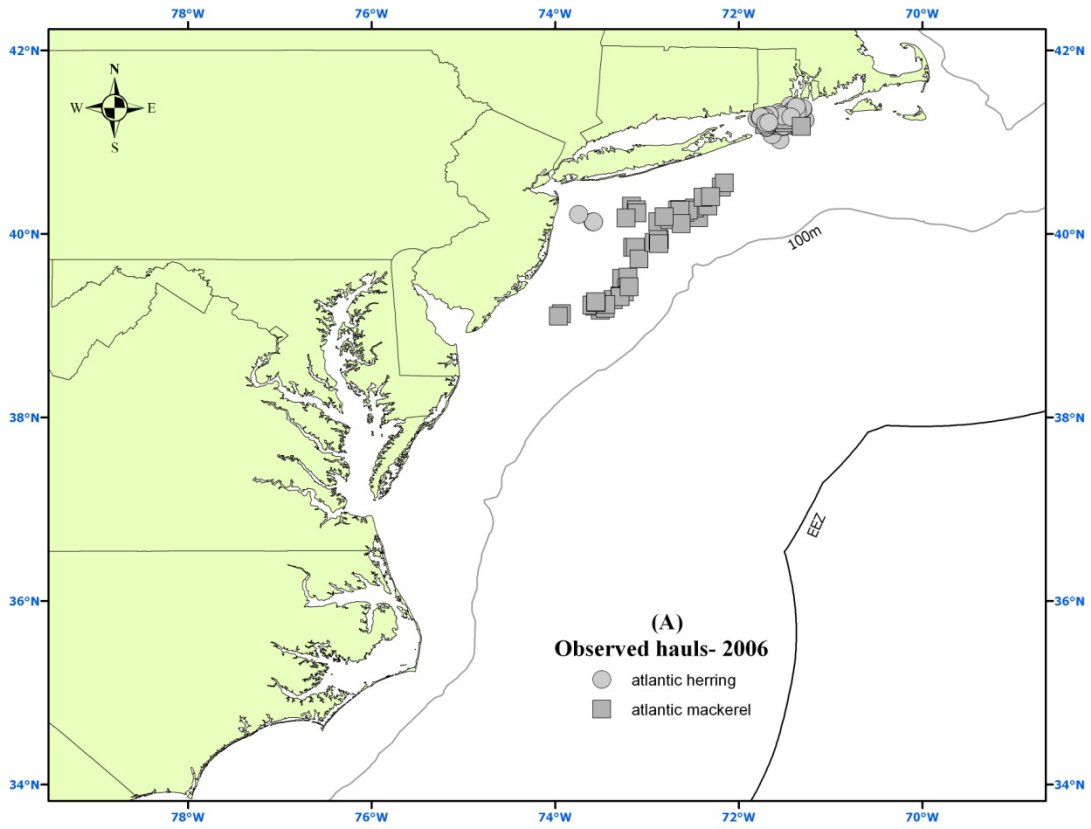 78°W 76°W 74°W 72°W 70°W
42°N 42°N
N
W E
S
40°N 40°N
100m
38°N 38°N
EEZ
36°N 36°N
(A)
Observed hauls- 2006
atlantic herring
atlantic mackerel
34°N 34°N
78°W 76°W 74°W 72°W 70°W